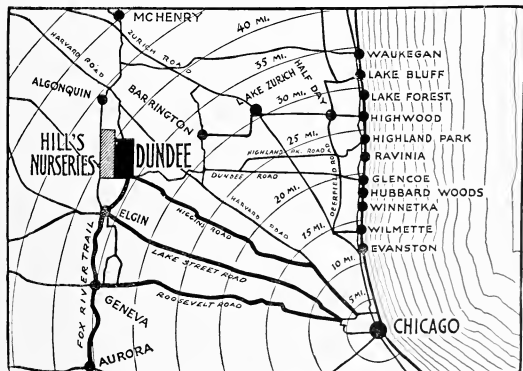 MCHENRY
40 MI.
HARVARD ROAD
ZURICH ROAD
35 MI.
WAUKEGAN
LAKE BLUFF
ALGONQUIN
BARRINGTON
LAKE ZURICH
HALF DAY
30 MI.
LAKE FOREST
HIGHWOOD
HILL'S
NURSERIES
DUNDEE
25 MI.
HIGHLAND PK. ROAD
HIGHLAND PARK
RAVINIA
DUNDEE ROAD
DEERFIELD ROAD
GLENCOE
HUBBARD WOODS
WINNETKA
20 MI.
HARVARD ROAD
ELGIN
HIGGINS ROAD
15 MI.
WILMETTE
EVANSTON
LAKE STREET ROAD
10 MI.
FOX RIVER TRAIL
ROOSEVELT ROAD
5 MI.
GENEVA
CHICAGO
AURORA